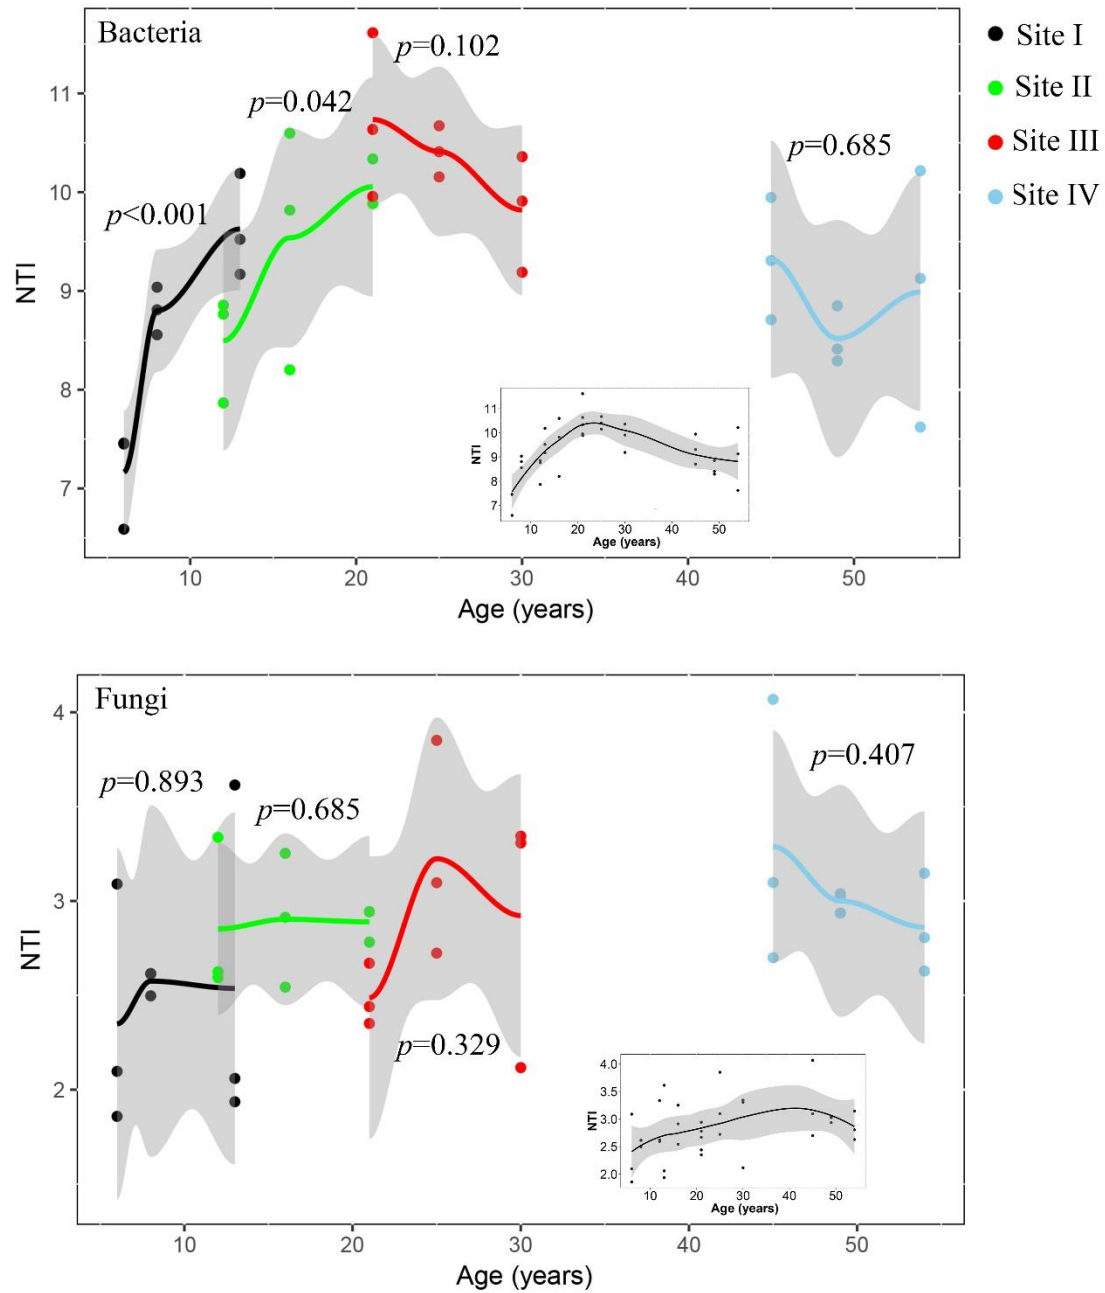 Bacteria
p=0.102
Site I
Site II
Site III
Site IV
11
p=0.042
p=0.685
10
p<0.001
NTI
9
8
7
11
10
9
8
7
NTI
10
20
30
40
50
Age (years)
10
20
30
40
50
Age (years)
Fungi
4
p=0.893
p=0.685
p=0.407
3
NTI
p=0.329
2
4.0
3.5
3.0
2.5
2.0
NTI
10
20
30
40
50
Age (years)
10
20
30
40
50
Age (years)